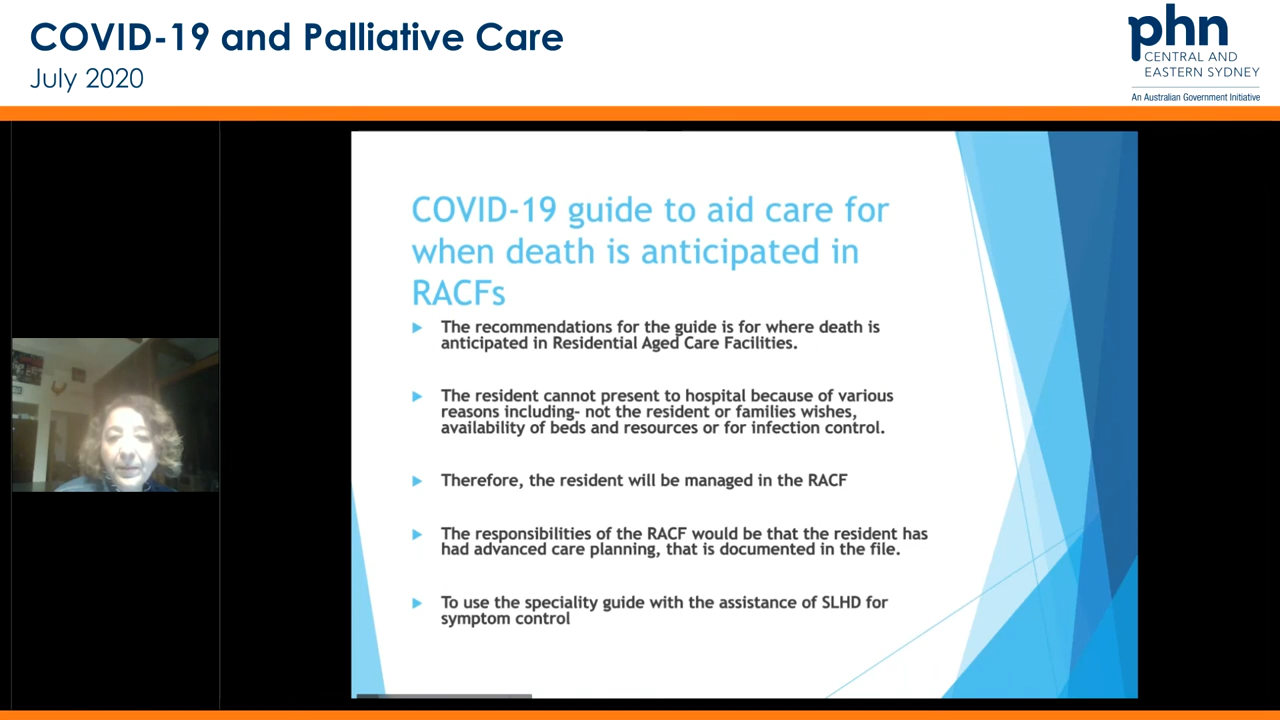 COVID-19 and Palliative Care
July 2020
phn
CENTRAL AND
EASTERN SYDNEY
An Australian Government Initiative
COVID-19 guide to aid care for
when death is anticipated in
RACFs
The recommendations for the guide is for where death is
anticipated in Residential Aged Care Facilities.
The resident cannot present to hospital because of various
reasons including- not the resident or families wishes,
availability of beds and resources or for infection control.
Therefore, the resident will be managed in the RACF
The responsibilities of the RACF would be that the resident has
had advanced care planning, that is documented in the file.
To use the speciality guide with the assistance of SLHD for
symptom control